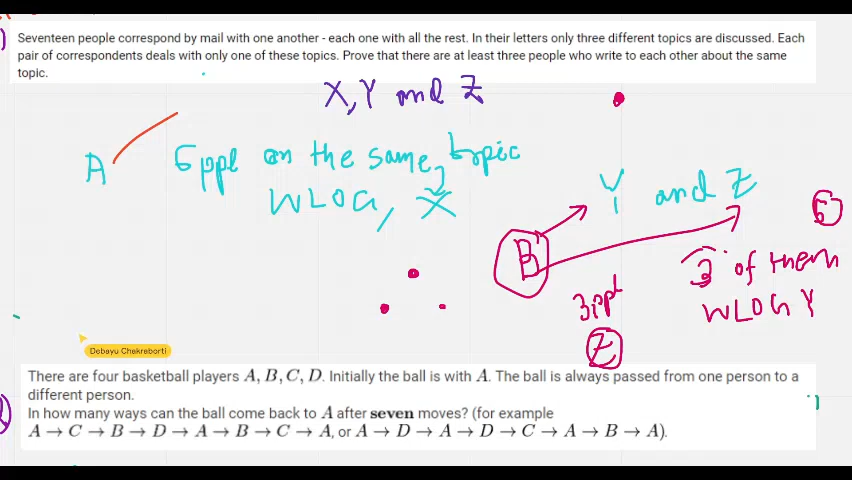 Seventeen people correspond by mail with one another - each one with all the rest. In their letters only three different topics are discussed. Each
pair of correspondents deals with only one of these topics. Prove that there are at least three people who write to each other about the same
topic.
X, Y and Z
A
6 ppl on the same topic
WLOG, X
Y and Z
B
6
3 of them
WLOG Y
3 ppl
Z
Debayu Chakreborti
There are four basketball players A, B, C, D. Initially the ball is with A. The ball is always passed from one person to a
different person.
In how many ways can the ball come back to A after seven moves? (for example
A → C → B → D → A → B → C → A, or A → D → A → D → C → A → B → A).